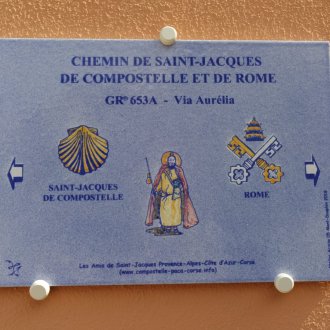 CHEMIN DE SAINT-JACQUES
DE COMPOSTELLE ET DE ROME
GR® 653A - Via Aurélia
SAINT-JACQUES
DE COMPOSTELLE
ROME
Les Amis de Saint-Jacques Provence-Alpes-Côte d'Azur-Corse
(www.compostelle-paca-corse.info)